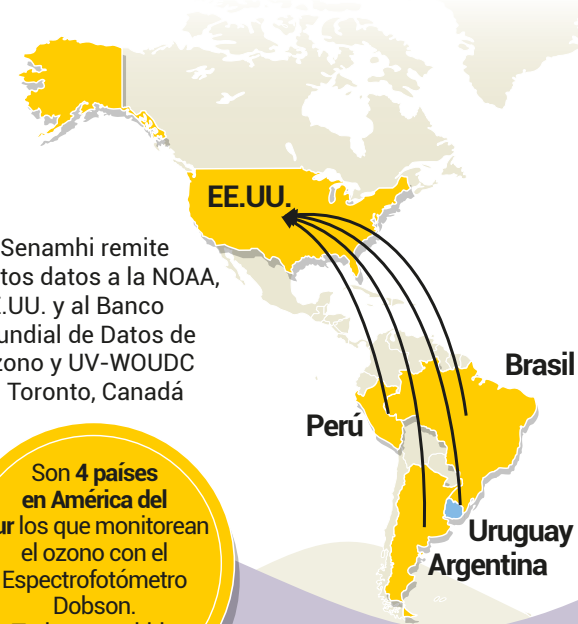 EE.UU.
Senamhi remite
tos datos a la NOAA,
.UU. y al Banco
undial de Datos de
zono y UV-WOUDC
Toronto, Canadá
Brasil
Perú
Uruguay
Argentina
Son 4 países
en América del
ur los que monitorean
el ozono con el
Espectrofotómetro
Dobson.